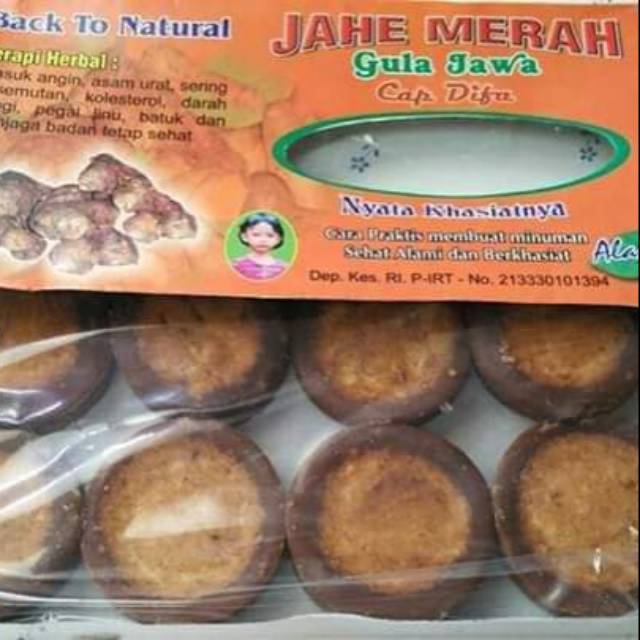 Back To Natural
JAHE MERAH
erapi Herbal :
Gula Jawa
asuk angin, asam urat, sering
Cap Difa
semutan, kolesterol, darah
gi, pegal linu, batuk dan
njaga badan tetap sehat
Nyata Khasiatnya
Cara Praktis membuat minuman
Sehat Alami dan Berkhasiat
Ala
Dep. Kes. RI. P-IRT - No. 213330101394